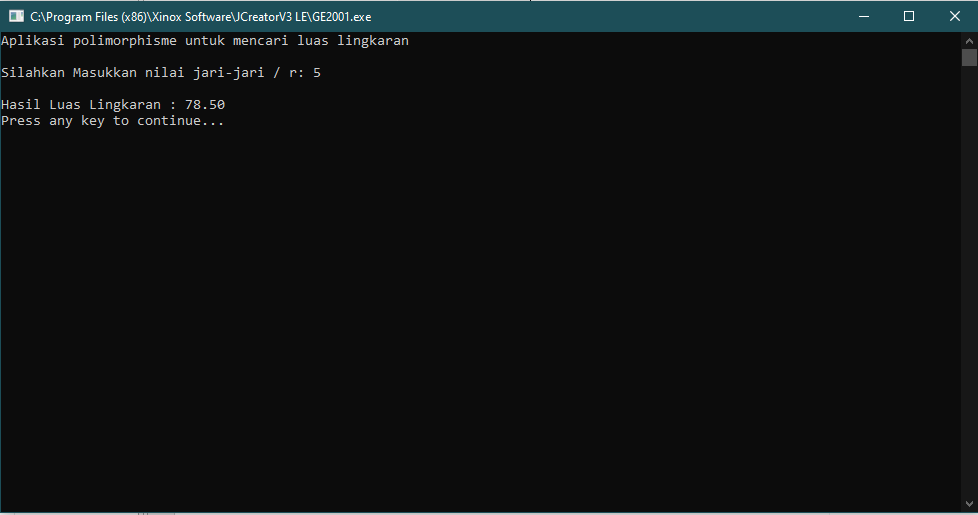 C:\Program Files (x86)\Xinox Software\JCreatorV3 LE\GE2001.exe
Aplikasi polimorphisme untuk mencari luas lingkaran
Silahkan Masukkan nilai jari-jari / r: 5
Hasil Luas Lingkaran : 78.50
Press any key to continue...